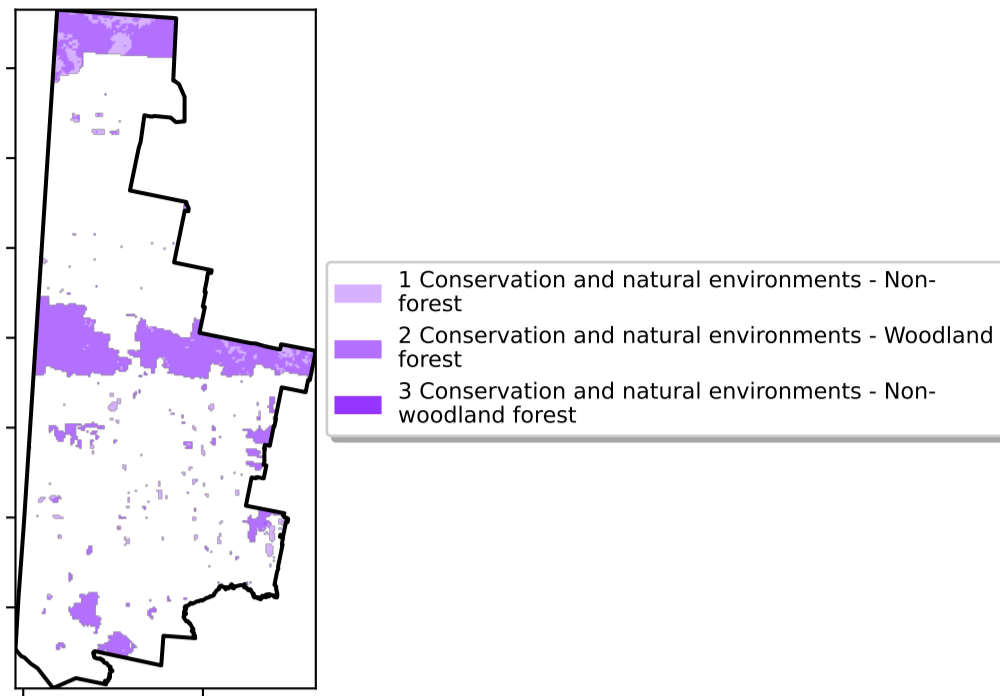 1 Conservation and natural environments - Non-
forest
2 Conservation and natural environments - Woodland
forest
3 Conservation and natural environments - Non-
woodland forest